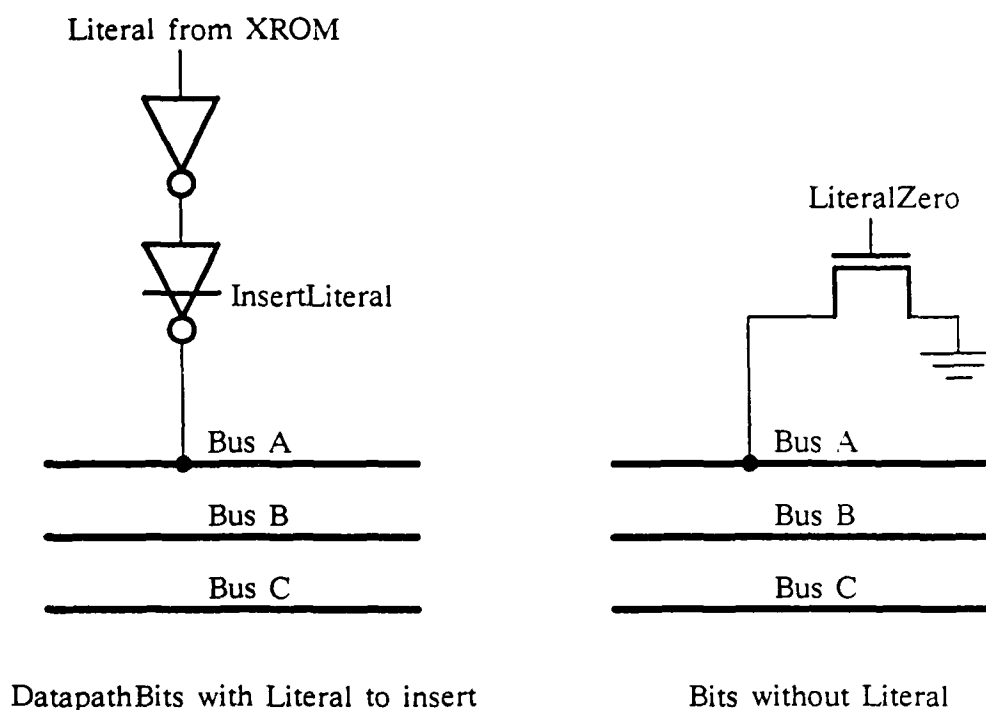 Literal from XROM
InsertLiteral
Bus A
Bus B
Bus C
DatapathBits with Literal to insert
LiteralZero
Bus A
Bus B
Bus C
Bits without Literal